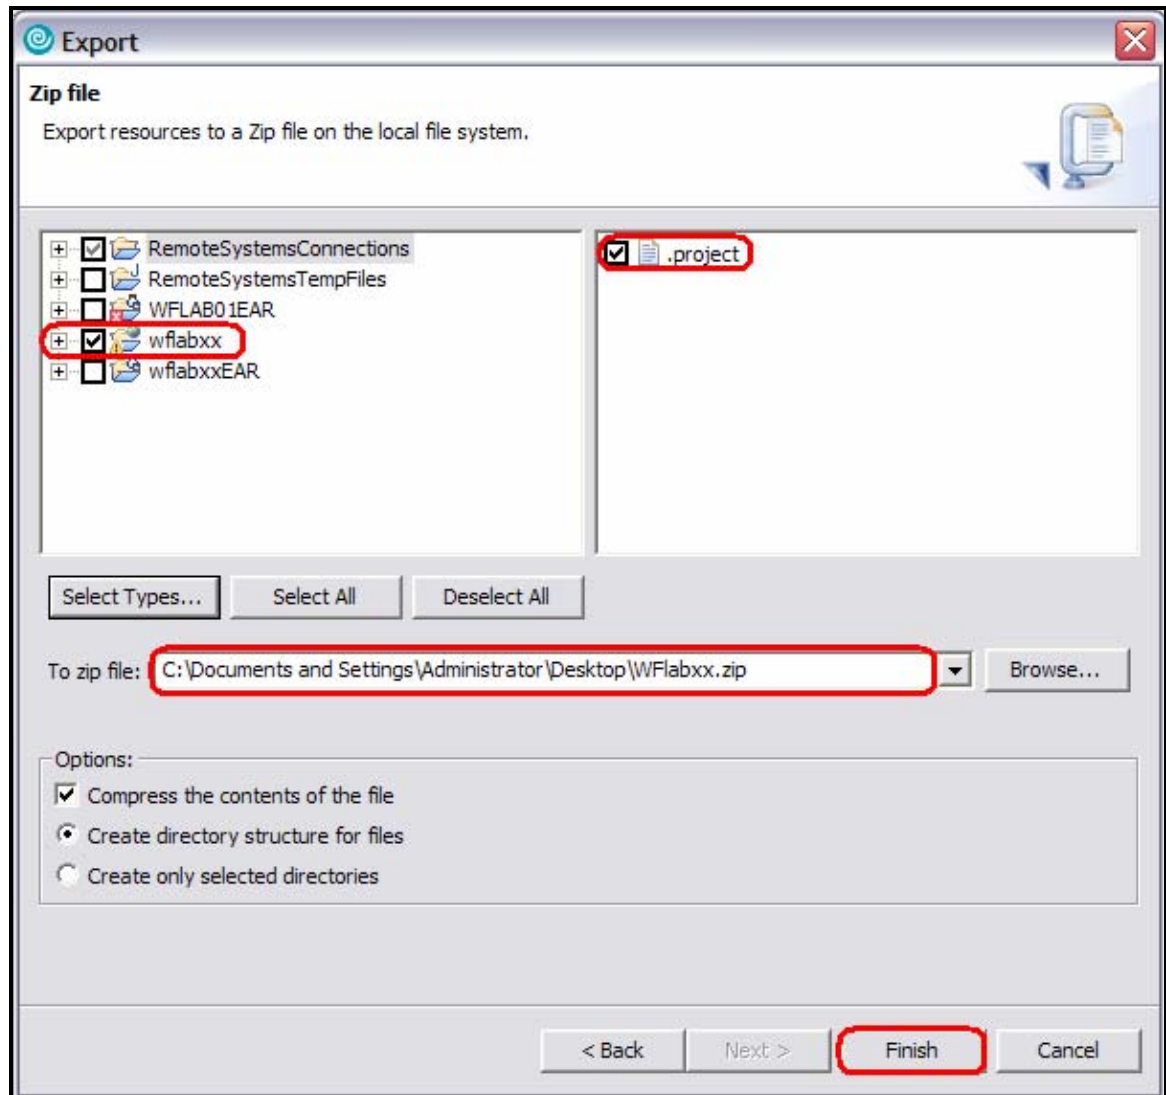 Export
Zip file
Export resources to a Zip file on the local file system.
RemoteSystemsConnections
RemoteSystemsTempFiles
WFLAB01EAR
wflabxx
wflabxxEAR
.project
Select Types...
Select All
Deselect All
To zip file: C:\Documents and Settings\Administrator\Desktop\WFlabxx.zip
Browse...
Options:
Compress the contents of the file
Create directory structure for files
Create only selected directories
< Back
Next >
Finish
Cancel